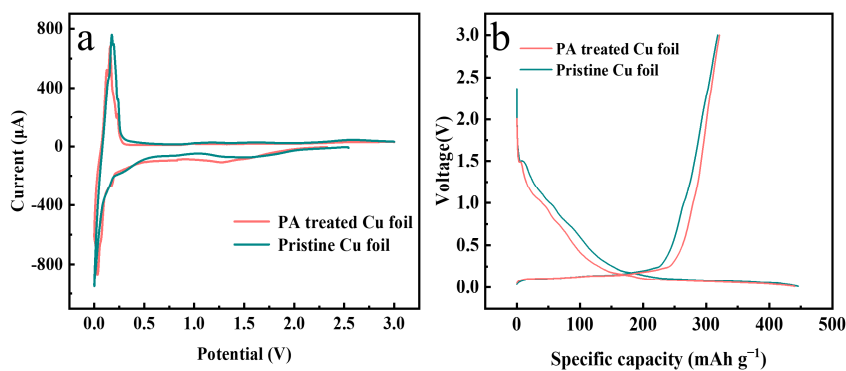 a
800
400
0
-400
-800
Current (μA)
PA treated Cu foil
Pristine Cu foil
0.0 0.5 1.0 1.5 2.0 2.5 3.0
Potential (V)
b
3.0
2.5
2.0
1.5
1.0
0.5
0.0
Voltage(V)
PA treated Cu foil
Pristine Cu foil
0 100 200 300 400 500
Specific capacity (mAh g⁻¹)